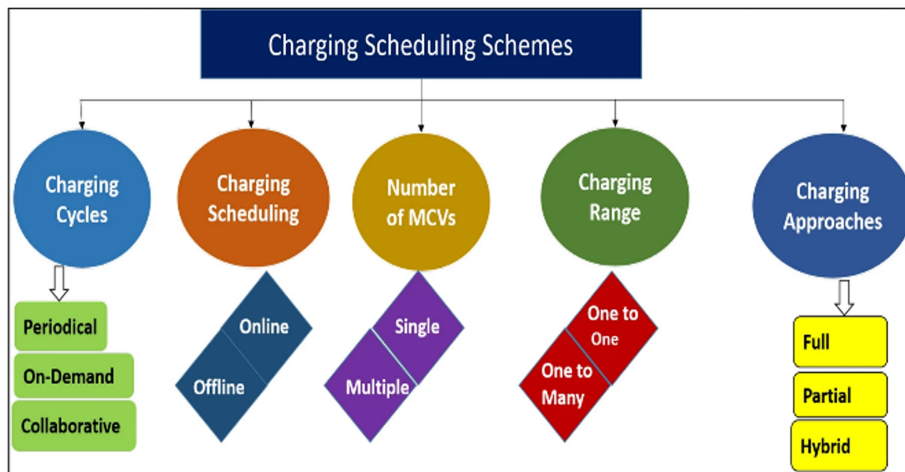 Charging Scheduling Schemes
Charging
Cycles
Periodical
On-Demand
Collaborative
Charging
Scheduling
Online
Offline
Number
of MCVs
Single
Multiple
Charging
Range
One to
One
One to
Many
Charging
Approaches
Full
Partial
Hybrid